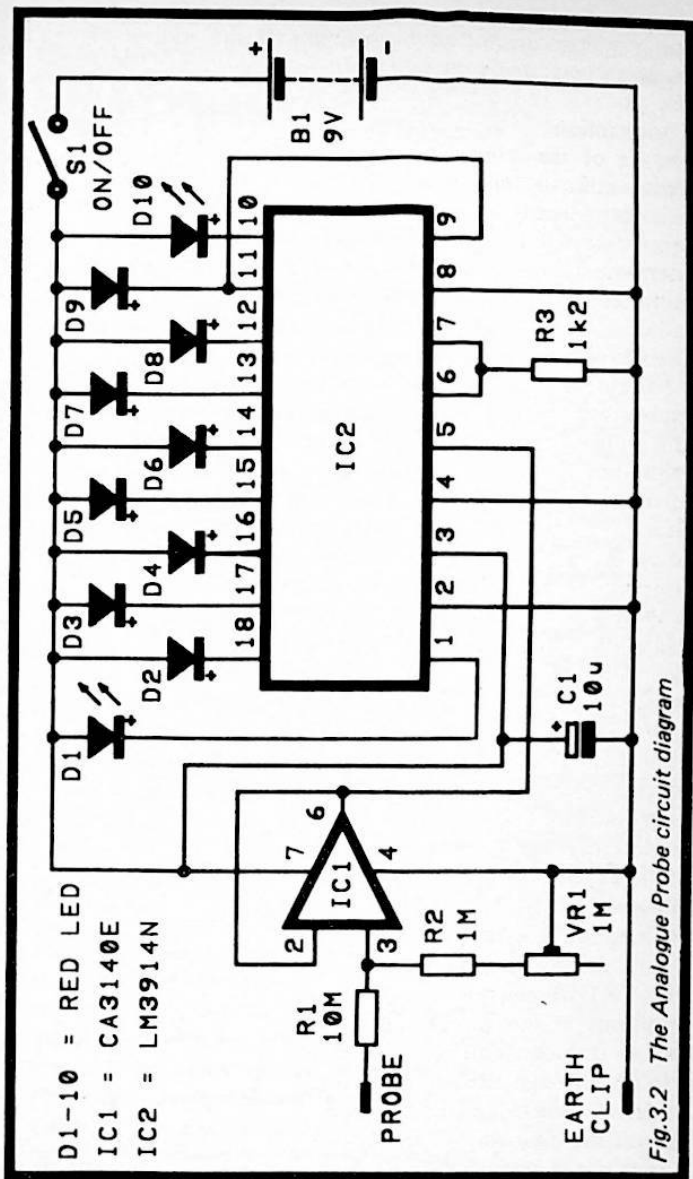 D1-10 = RED LED
IC1 = CA3140E
IC2 = LM3914N
S1
ON/OFF
D1
D3
D5
D7
D9
D2
D4
D6
D8
D10
+
+
+
+
+
+
+
+
+
+
18
17
16
15
14
13
12
11
10
IC2
1
2
3
4
5
6
7
8
9
+
B1
9V
-
2
7
6
IC1
3
4
R1
10M
PROBE
R2
1M
VR1
1M
+
C1
10u
R3
1k2
EARTH
CLIP
Fig.3.2 The Analogue Probe circuit diagram